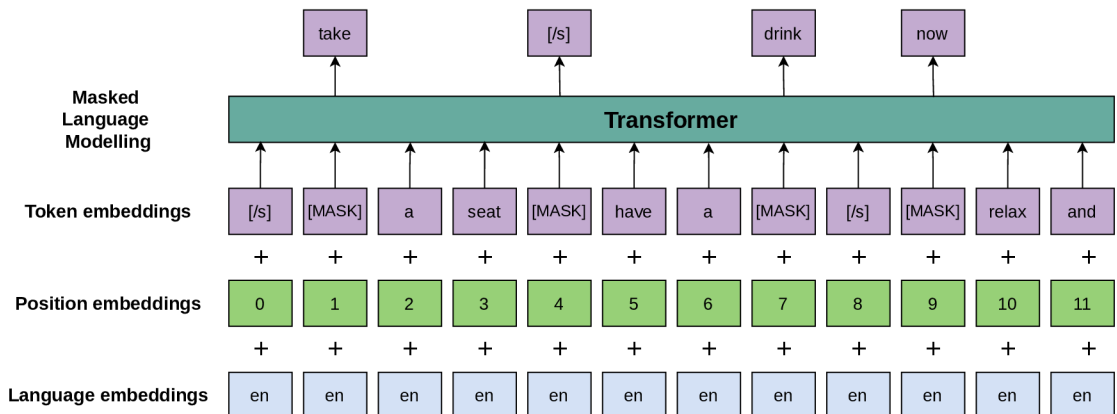 take [/s] drink now
Masked
Language
Modelling
Transformer
Token embeddings [/s] [MASK] a seat [MASK] have a [MASK] [/s] [MASK] relax and
+ + + + + + + + + + + +
Position embeddings 0 1 2 3 4 5 6 7 8 9 10 11
+ + + + + + + + + + + +
Language embeddings en en en en en en en en en en en en